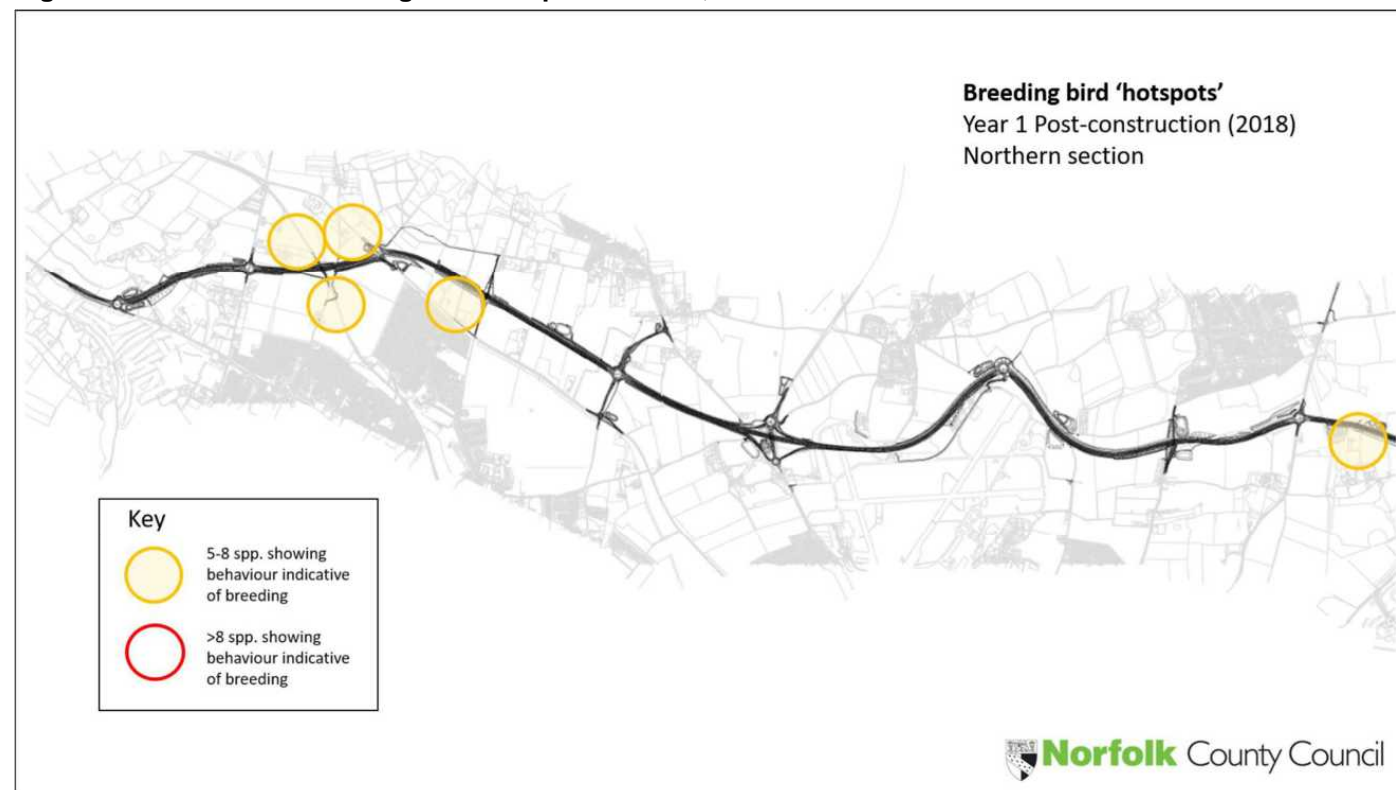 Breeding bird ‘hotspots’
Year 1 Post-construction (2018)
Northern section
Key
5-8 spp. showing
behaviour indicative
of breeding
>8 spp. showing
behaviour indicative
of breeding
Norfolk County Council